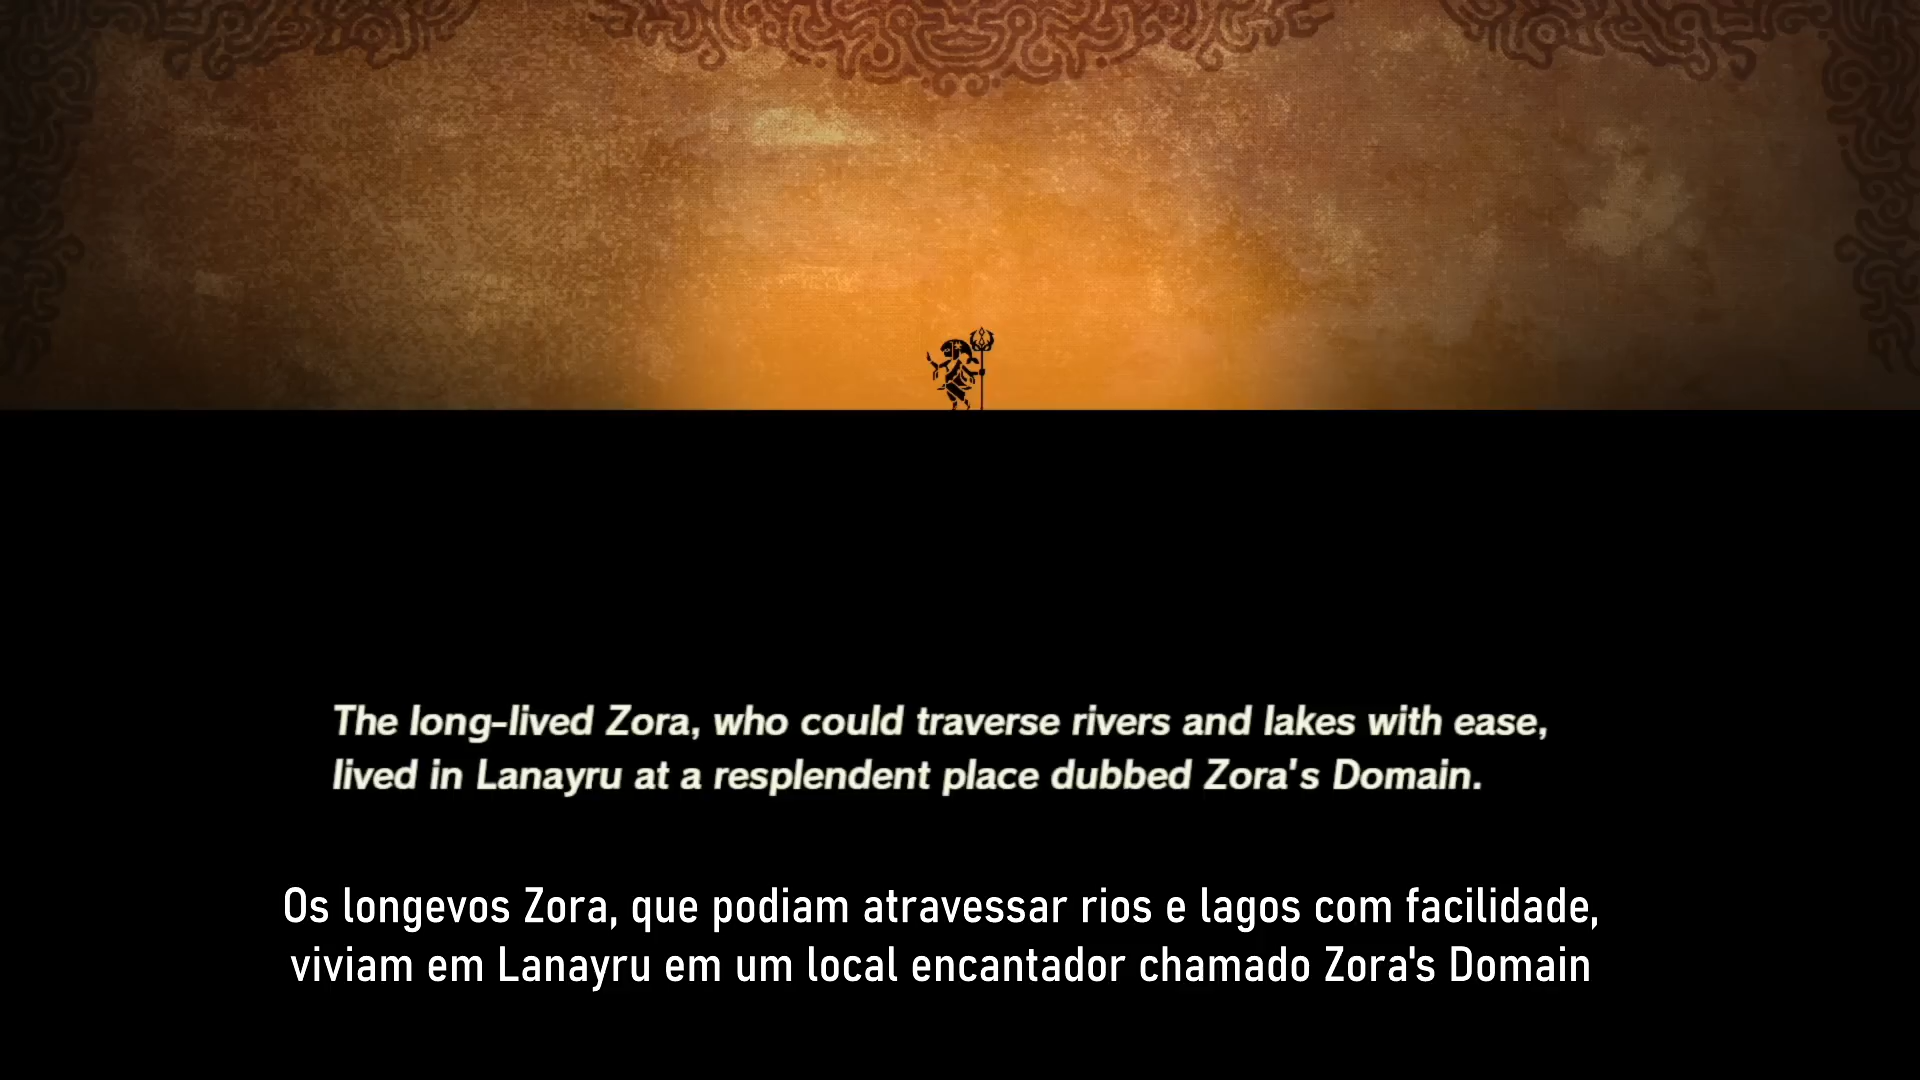 The long-lived Zora, who could traverse rivers and lakes with ease,
lived in Lanayru at a resplendent place dubbed Zora's Domain.
Os longevos Zora, que podiam atravessar rios e lagos com facilidade,
viviam em Lanayru em um local encantador chamado Zora's Domain